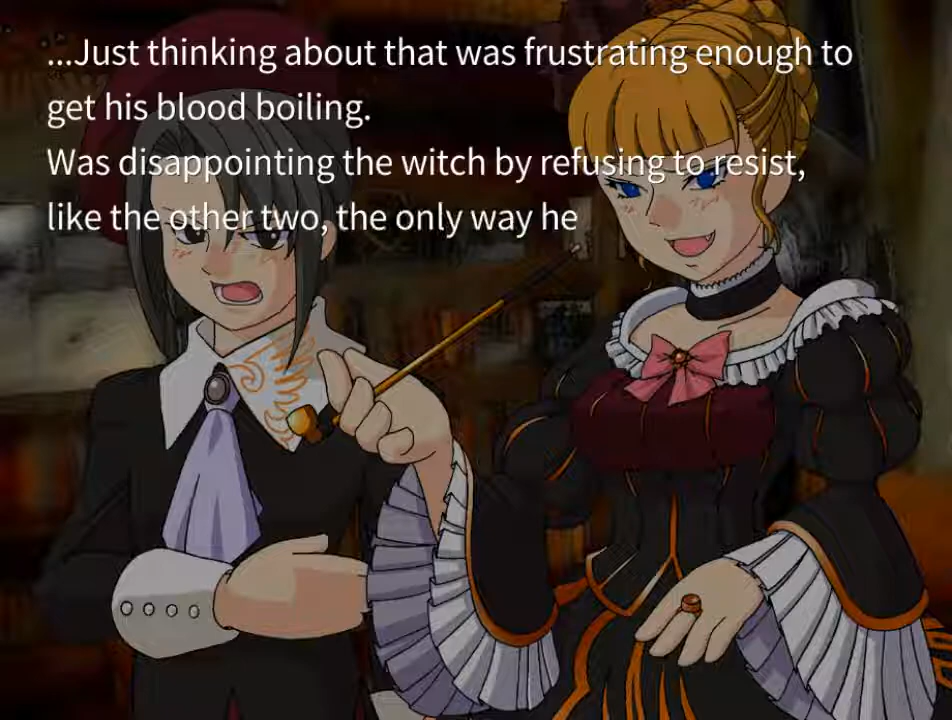 ...Just thinking about that was frustrating enough to
get his blood boiling.
Was disappointing the witch by refusing to resist,
like the other two, the only way he